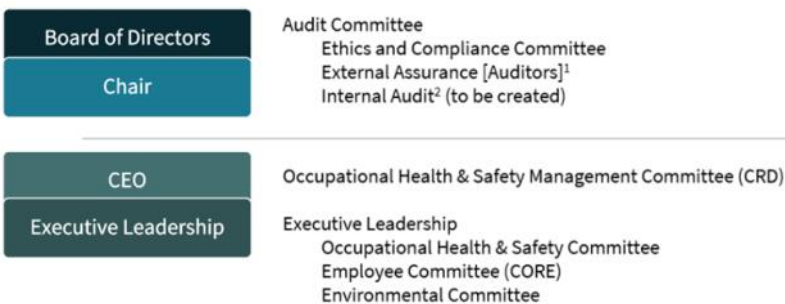 Board of Directors
Chair
Audit Committee
Ethics and Compliance Committee
External Assurance [Auditors]¹
Internal Audit² (to be created)
CEO
Executive Leadership
Occupational Health & Safety Management Committee (CRD)
Executive Leadership
Occupational Health & Safety Committee
Employee Committee (CORE)
Environmental Committee